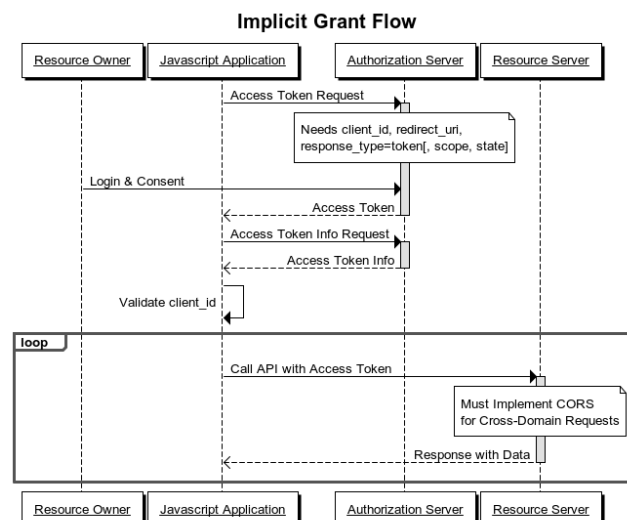 Implicit Grant Flow
Resource Owner
Javascript Application
Authorization Server
Resource Server
Access Token Request
Needs client_id, redirect_uri,
response_type=token[, scope, state]
Login & Consent
Access Token
Access Token Info Request
Access Token Info
Validate client_id
loop
Call API with Access Token
Must Implement CORS
for Cross-Domain Requests
Response with Data
Resource Owner
Javascript Application
Authorization Server
Resource Server